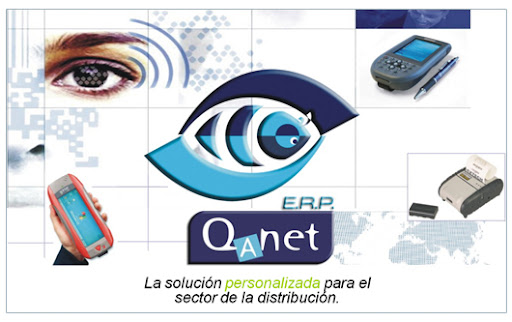 E.R.P.
QAnet
La solución personalizada para el
sector de la distribución.